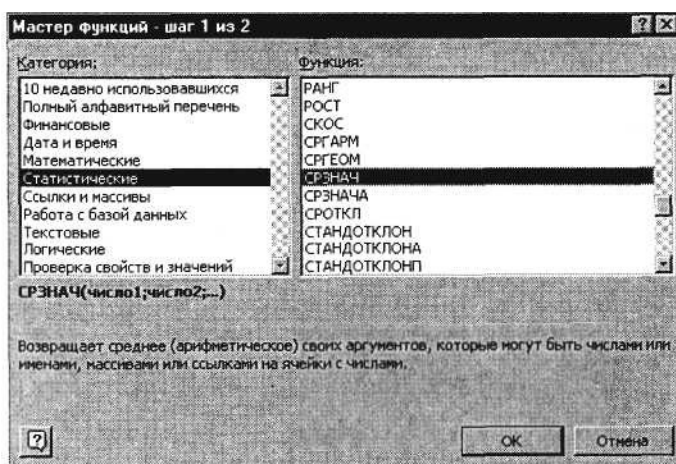 Мастер функций - шаг 1 из 2
Категория:
10 недавно использовавшихся
Полный алфавитный перечень
Финансовые
Дата и время
Математические
Статистические
Ссылки и массивы
Работа с базой данных
Текстовые
Логические
Проверка свойств и значений
Функция:
РАНГ
РОСТ
СКОС
СРГАРМ
СРГЕОМ
СРЗНАЧ
СРЗНАЧА
СРОТКЛ
СТАНДОТКЛОН
СТАНДОТКЛОНА
СТАНДОТКЛОНП
СРЗНАЧ(число1;число2;...)
Возвращает среднее (арифметическое) своих аргументов, которые могут быть числами или
именами, массивами или ссылками на ячейки с числами.
ОК
Отмена